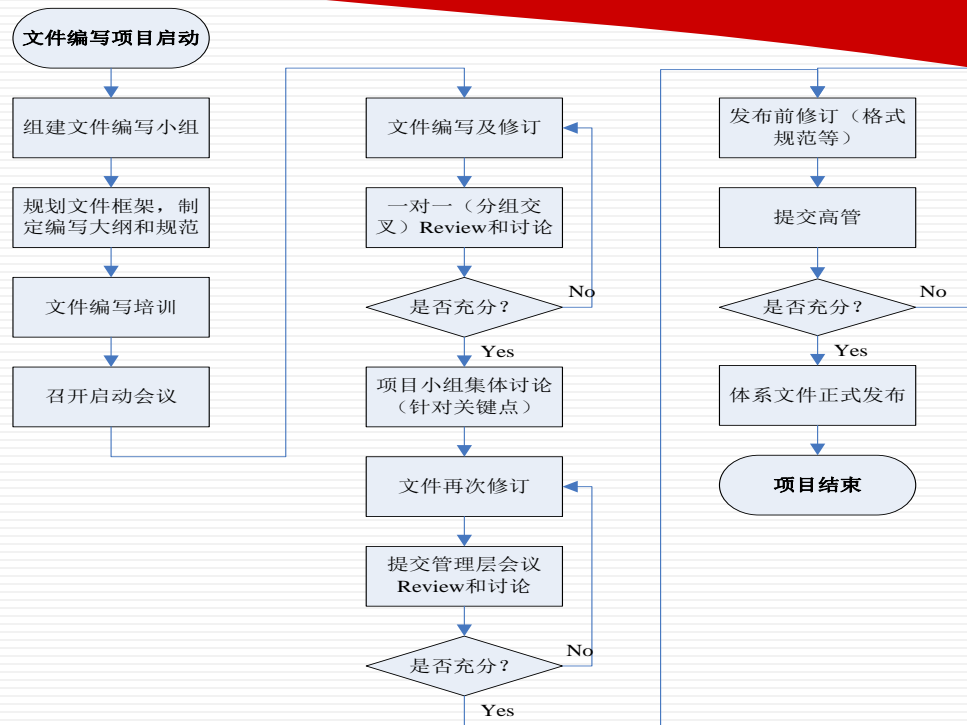 文件编写项目启动
组建文件编写小组
规划文件框架，制
定编写大纲和规范
文件编写培训
召开启动会议
文件编写及修订
一对一（分组交
叉）Review和讨论
是否充分？
No
Yes
项目小组集体讨论
（针对关键点）
文件再次修订
提交管理层会议
Review和讨论
是否充分？
No
Yes
发布前修订（格式
规范等）
提交高管
是否充分？
No
Yes
体系文件正式发布
项目结束